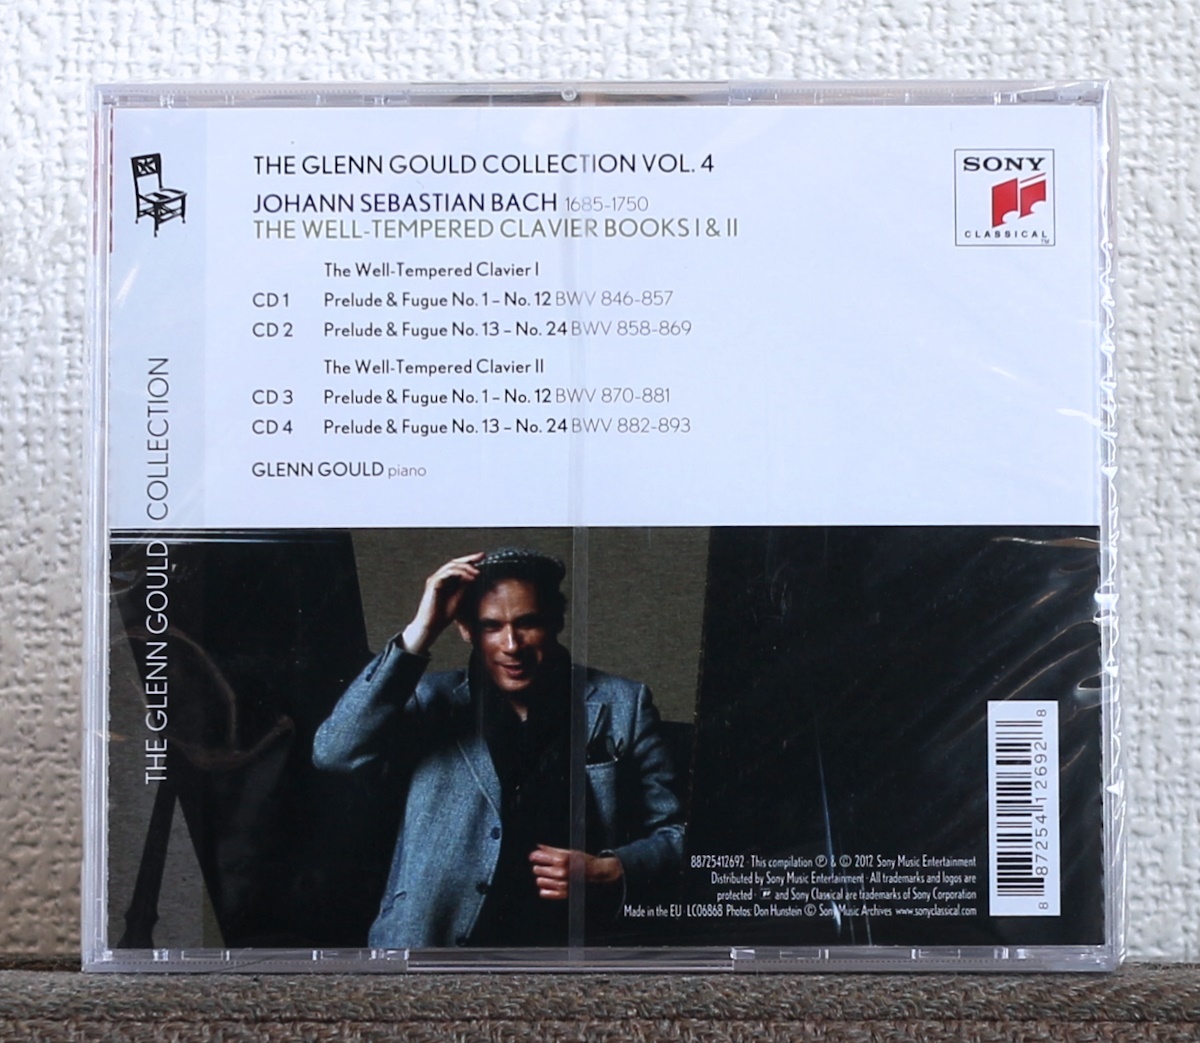 THE GLENN GOULD COLLECTION VOL. 4
JOHANN SEBASTIAN BACH 1685-1750
THE WELL-TEMPERED CLAVIER BOOKS I & II
The Well-Tempered Clavier I
CD 1 Prelude & Fugue No. 1 – No. 12 BWV 846-857
CD 2 Prelude & Fugue No. 13 – No. 24 BWV 858-869
The Well-Tempered Clavier II
CD 3 Prelude & Fugue No. 1 – No. 12 BWV 870-881
CD 4 Prelude & Fugue No. 13 – No. 24 BWV 882-893
GLENN GOULD piano
SONY
CLASSICAL™
THE GLENN GOULD COLLECTION
88725412692 · This compilation ℗ & © 2012 Sony Music Entertainment
Distributed by Sony Music Entertainment · All trademarks and logos are
protected · and Sony Classical are trademarks of Sony Corporation
Made in the EU · LC06868 Photos: Don Hunstein © Sony Music Archives www.sonyclassical.com
8 87254 12692 8